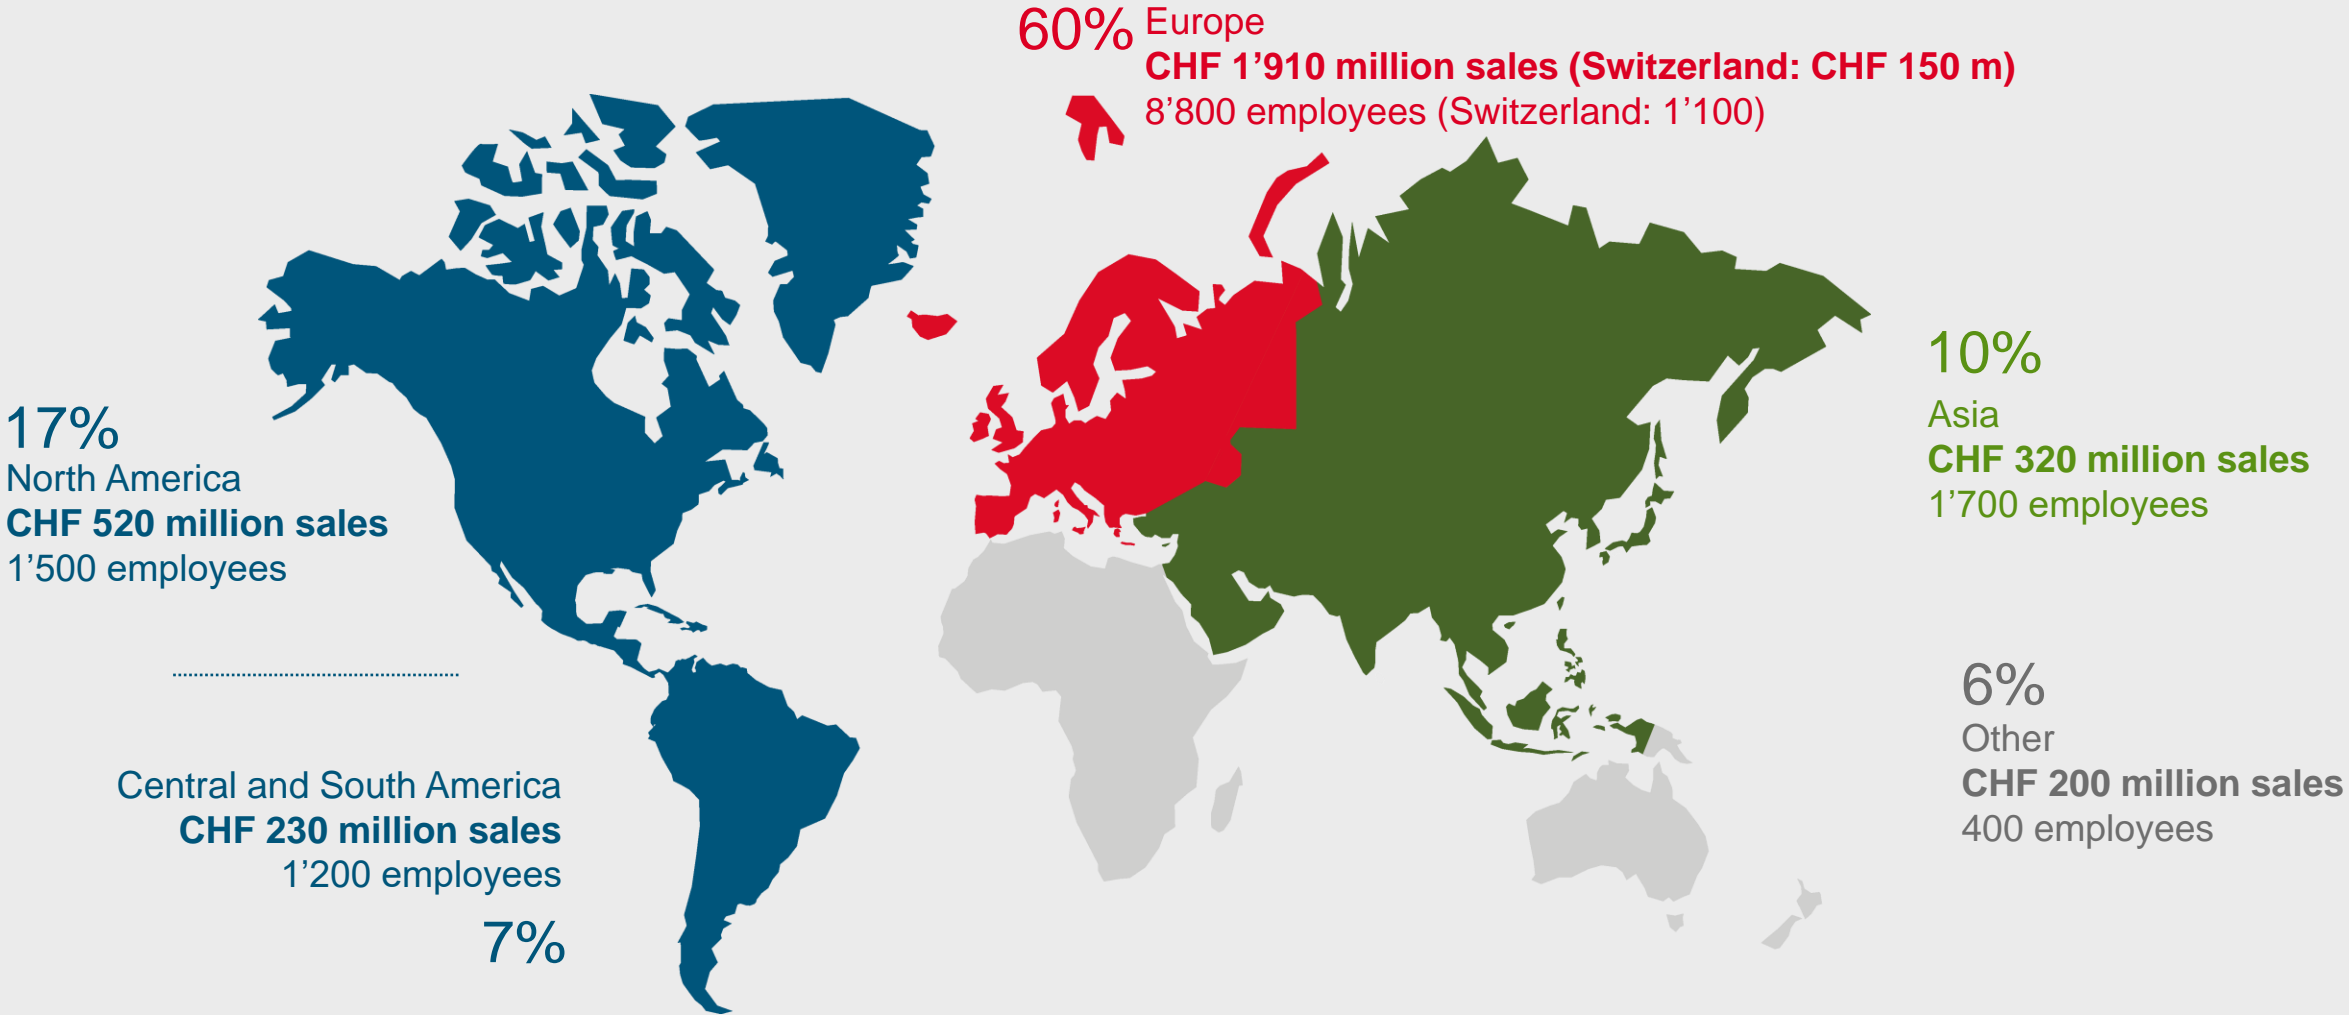 60% Europe
CHF 1’910 million sales (Switzerland: CHF 150 m)
8’800 employees (Switzerland: 1’100)
17%
North America
CHF 520 million sales
1’500 employees
Central and South America
CHF 230 million sales
1’200 employees
7%
10%
Asia
CHF 320 million sales
1’700 employees
6%
Other
CHF 200 million sales
400 employees